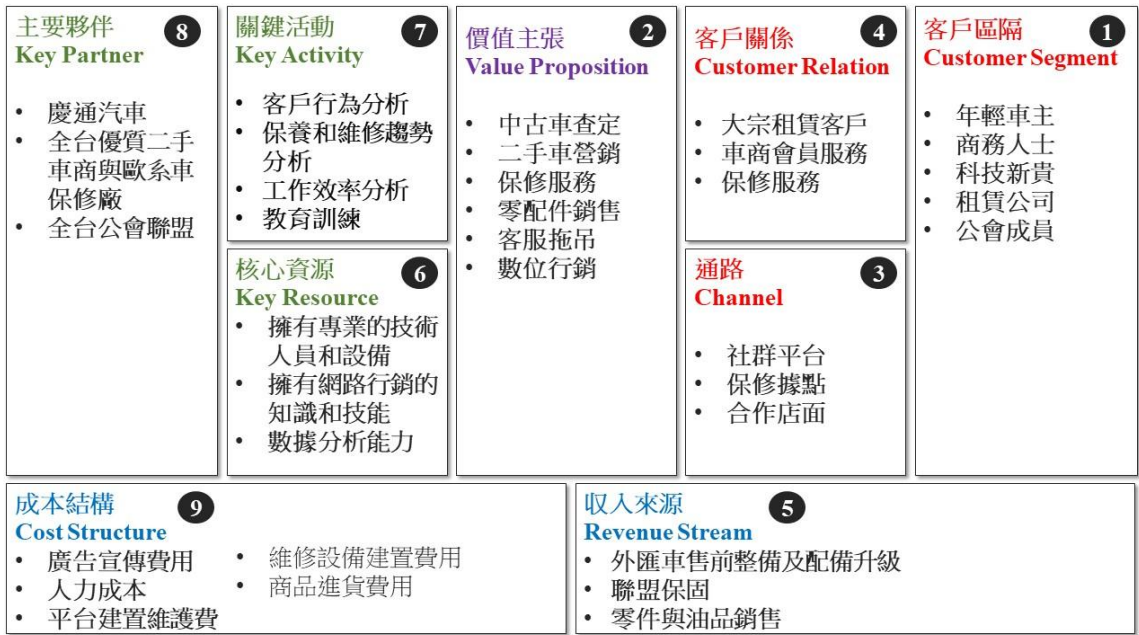 主要夥伴 8
Key Partner
• 慶通汽車
• 全台優質二手
車商與歐系車
保修廠
• 全台公會聯盟
關鍵活動 7
Key Activity
• 客戶行為分析
• 保養和維修趨勢
分析
• 工作效率分析
• 教育訓練
核心資源 6
Key Resource
• 擁有專業的技術
人員和設備
• 擁有網路行銷的
知識和技能
• 數據分析能力
價值主張 2
Value Proposition
• 中古車查定
• 二手車營銷
• 保修服務
• 零配件銷售
• 客服拖吊
• 數位行銷
客戶關係 4
Customer Relation
• 大宗租賃客戶
• 車商會員服務
• 保修服務
通路 3
Channel
• 社群平台
• 保修據點
• 合作店面
客戶區隔 1
Customer Segment
• 年輕車主
• 商務人士
• 科技新貴
• 租賃公司
• 公會成員
成本結構 9
Cost Structure
• 廣告宣傳費用
• 人力成本
• 平台建置維護費
• 維修設備建置費用
• 商品進貨費用
收入來源 5
Revenue Stream
• 外匯車售前整備及配備升級
• 聯盟保固
• 零件與油品銷售